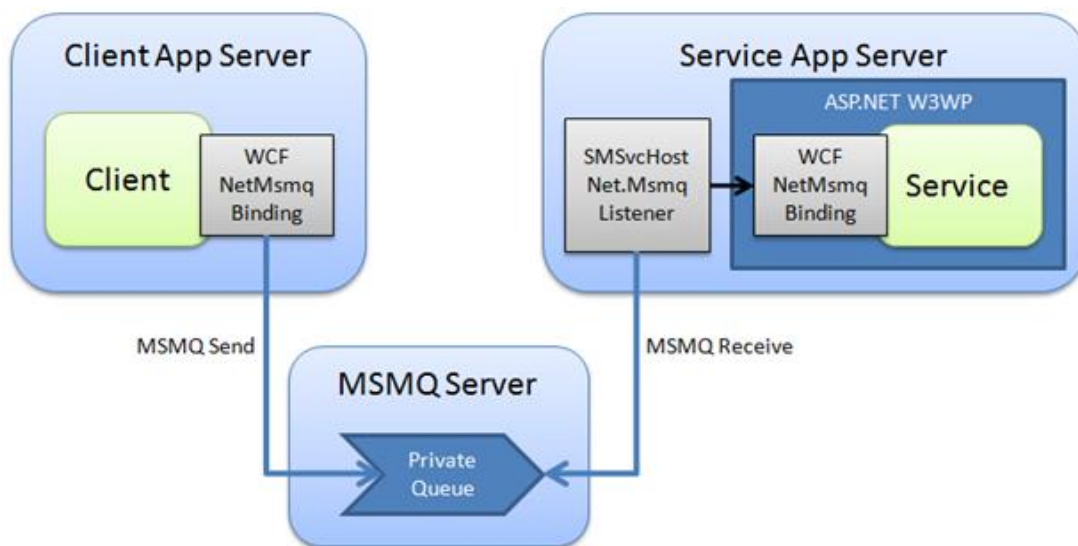 Client App Server
Client
WCF
NetMsmq
Binding
Service App Server
ASP.NET W3WP
SMSvcHost
Net.Msmq
Listener
WCF
NetMsmq
Binding
Service
MSMQ Send
MSMQ Receive
MSMQ Server
Private
Queue